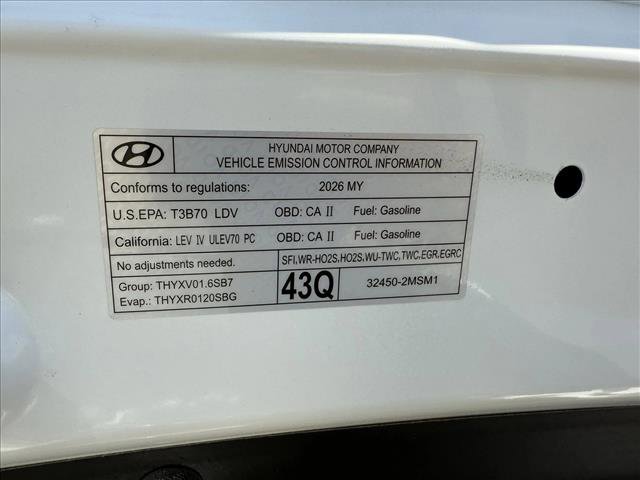 HYUNDAI MOTOR COMPANY
VEHICLE EMISSION CONTROL INFORMATION
Conforms to regulations: 2026 MY
U.S.EPA: T3B70 LDV OBD: CA II Fuel: Gasoline
California: LEV IV ULEV70 PC OBD: CA II Fuel: Gasoline
No adjustments needed. SFI,WR-HO2S,HO2S,WU-TWC,TWC,EGR,EGRC
Group: THYXV01.6SB7
Evap.: THYXR0120SBG
43Q
32450-2MSM1